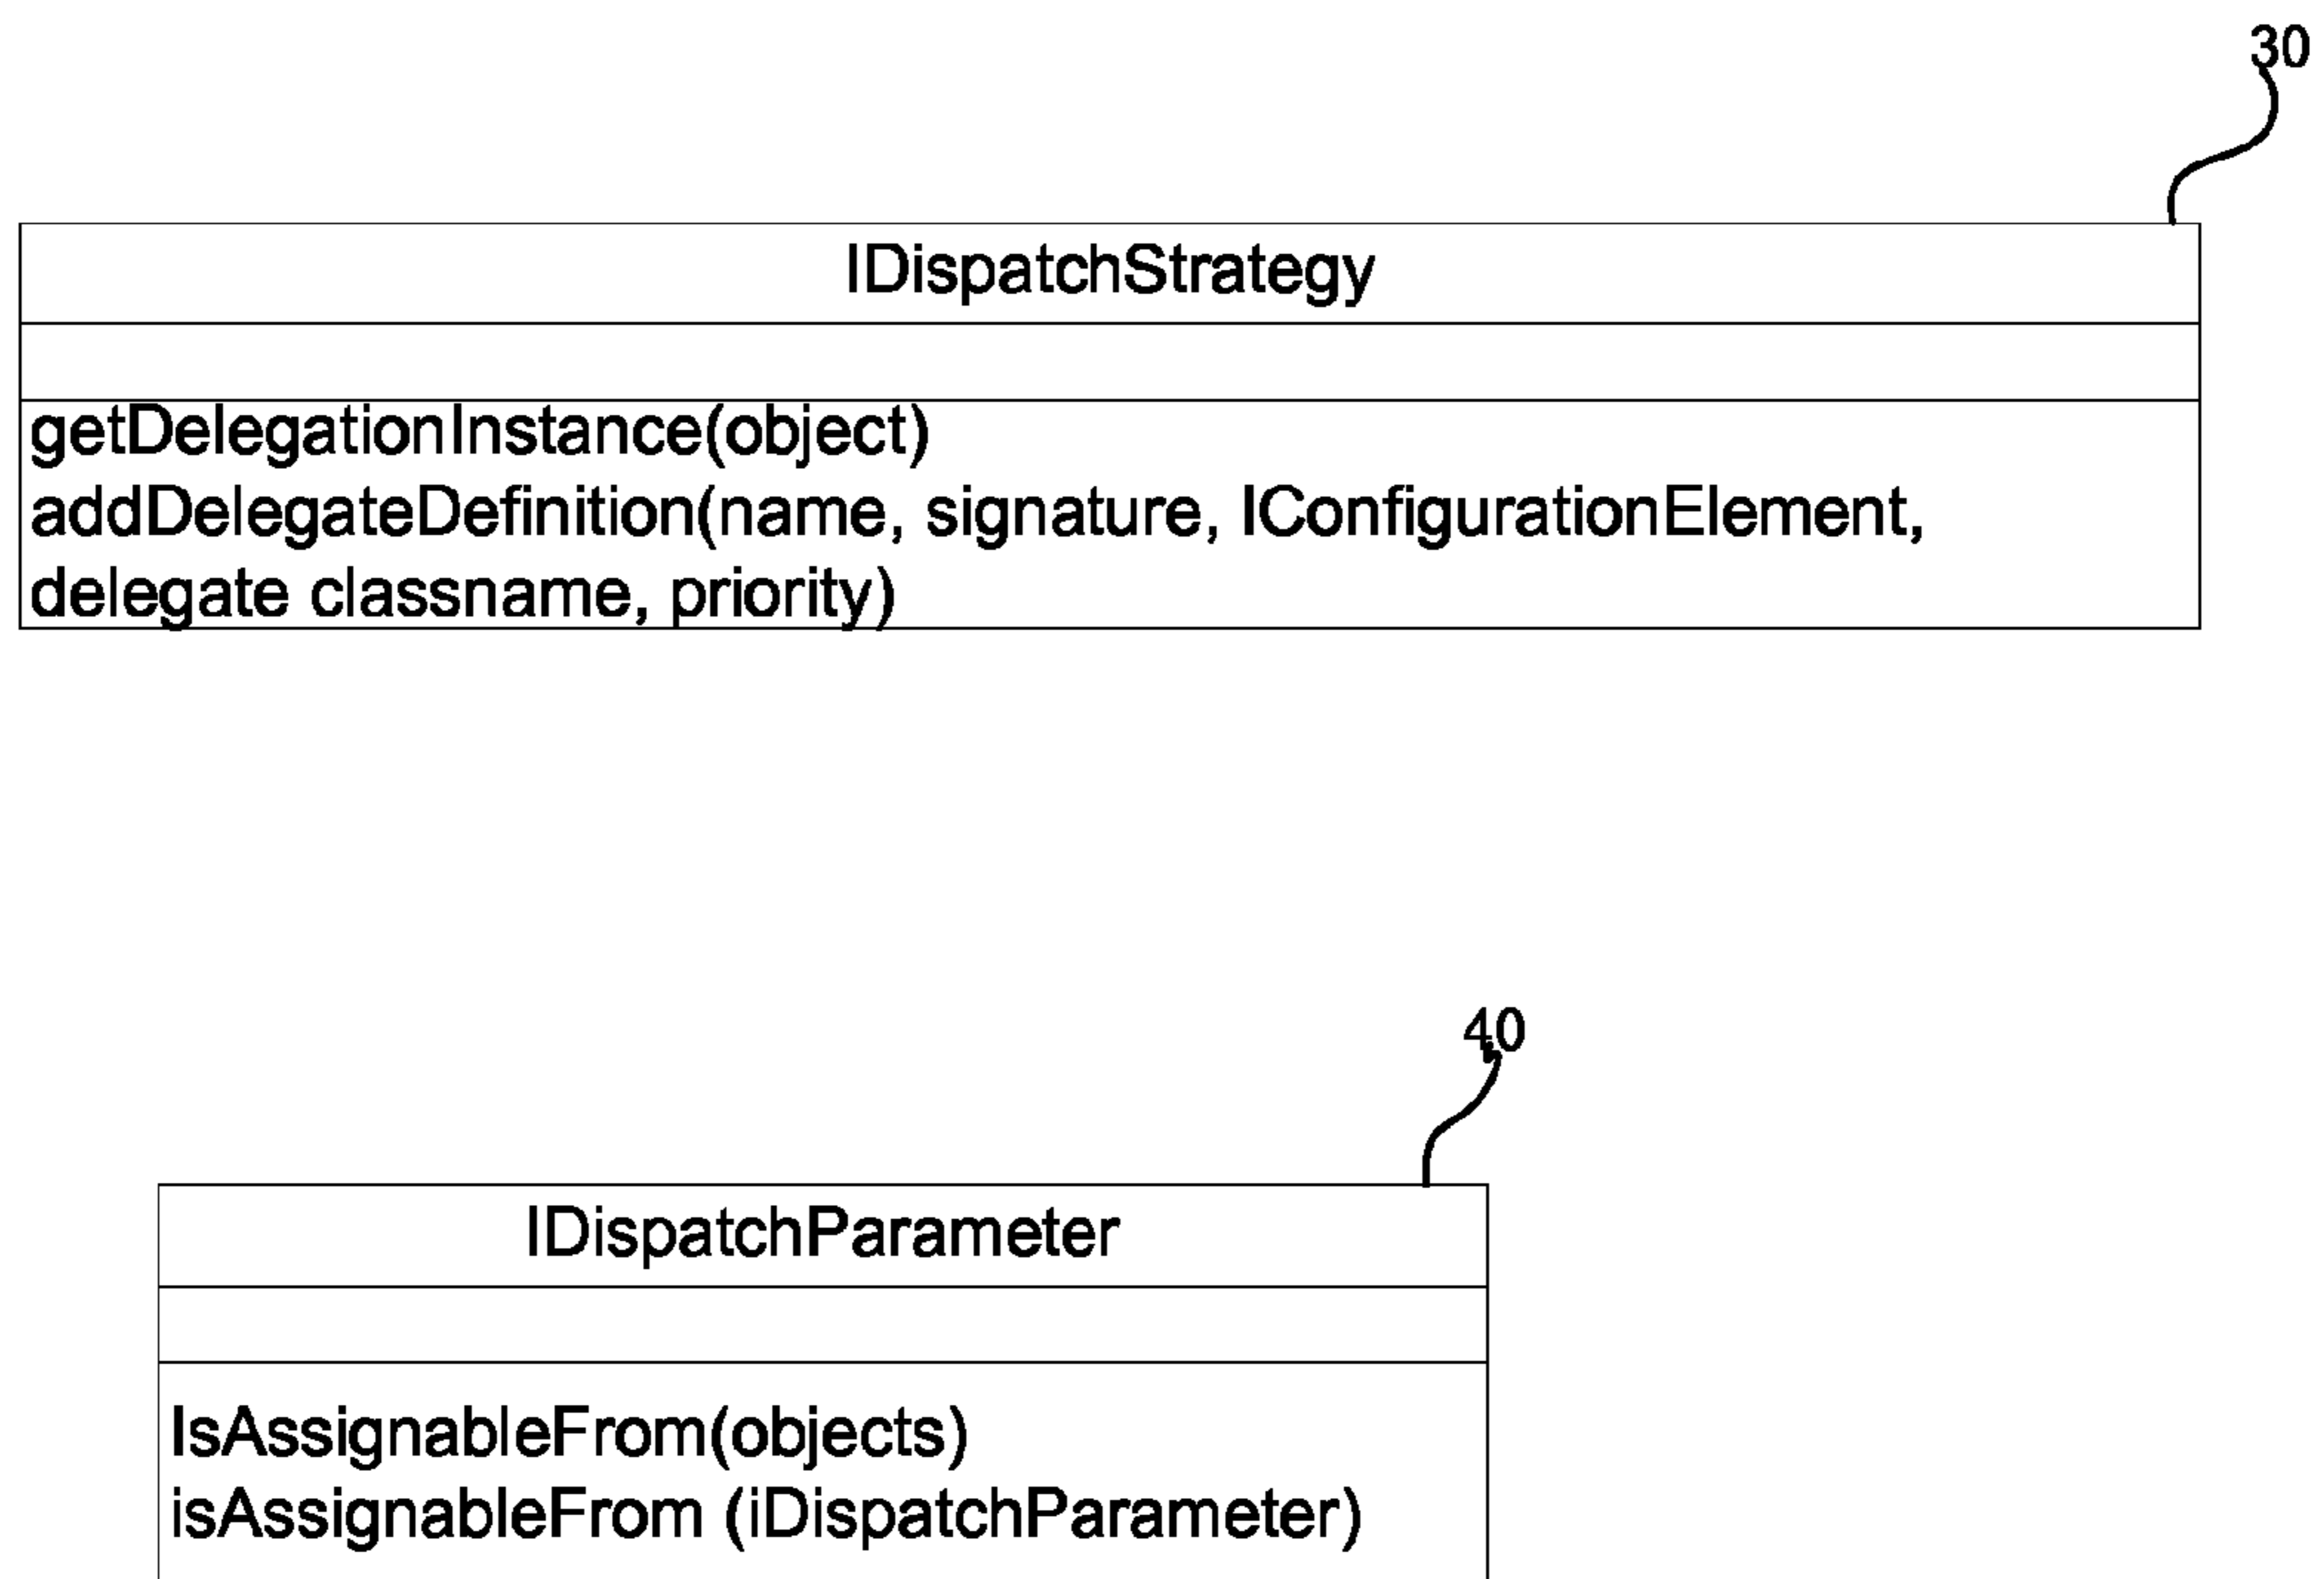 30
IDispatchStrategy
getDelegationInstance(object)
addDelegateDefinition(name, signature, IConfigurationElement,
delegate classname, priority)
40
IDispatchParameter
IsAssignableFrom(objects)
isAssignableFrom (iDispatchParameter)